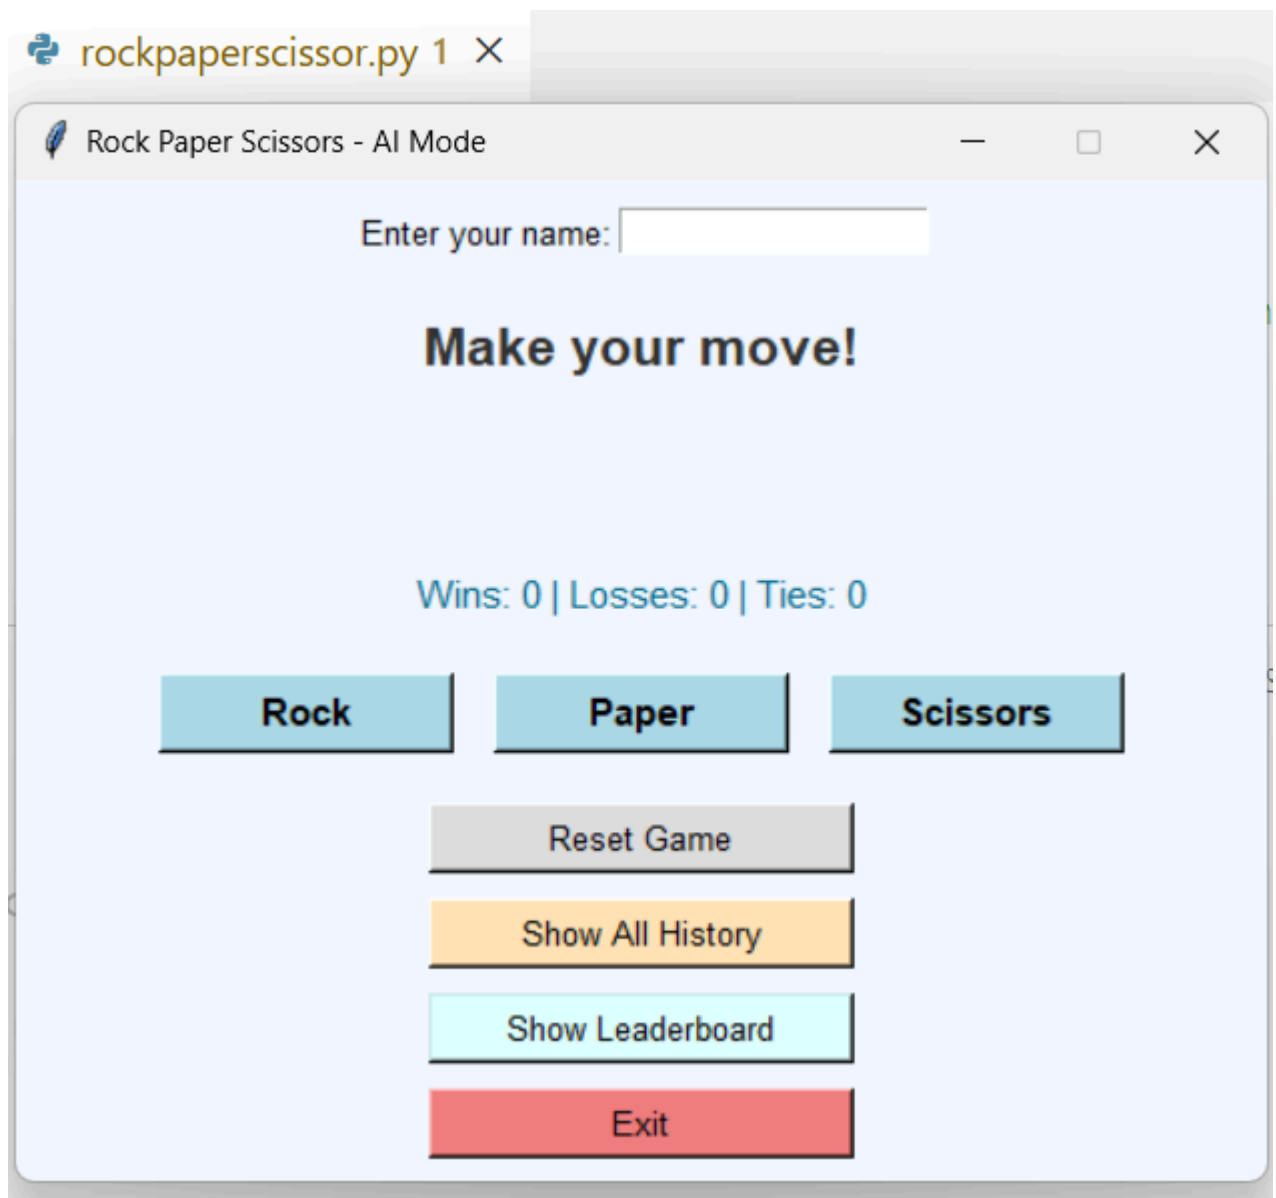 rockpaperscissor.py 1
Rock Paper Scissors - AI Mode
Enter your name:
Make your move!
Wins: 0 | Losses: 0 | Ties: 0
Rock Paper Scissors
Reset Game
Show All History
Show Leaderboard
Exit